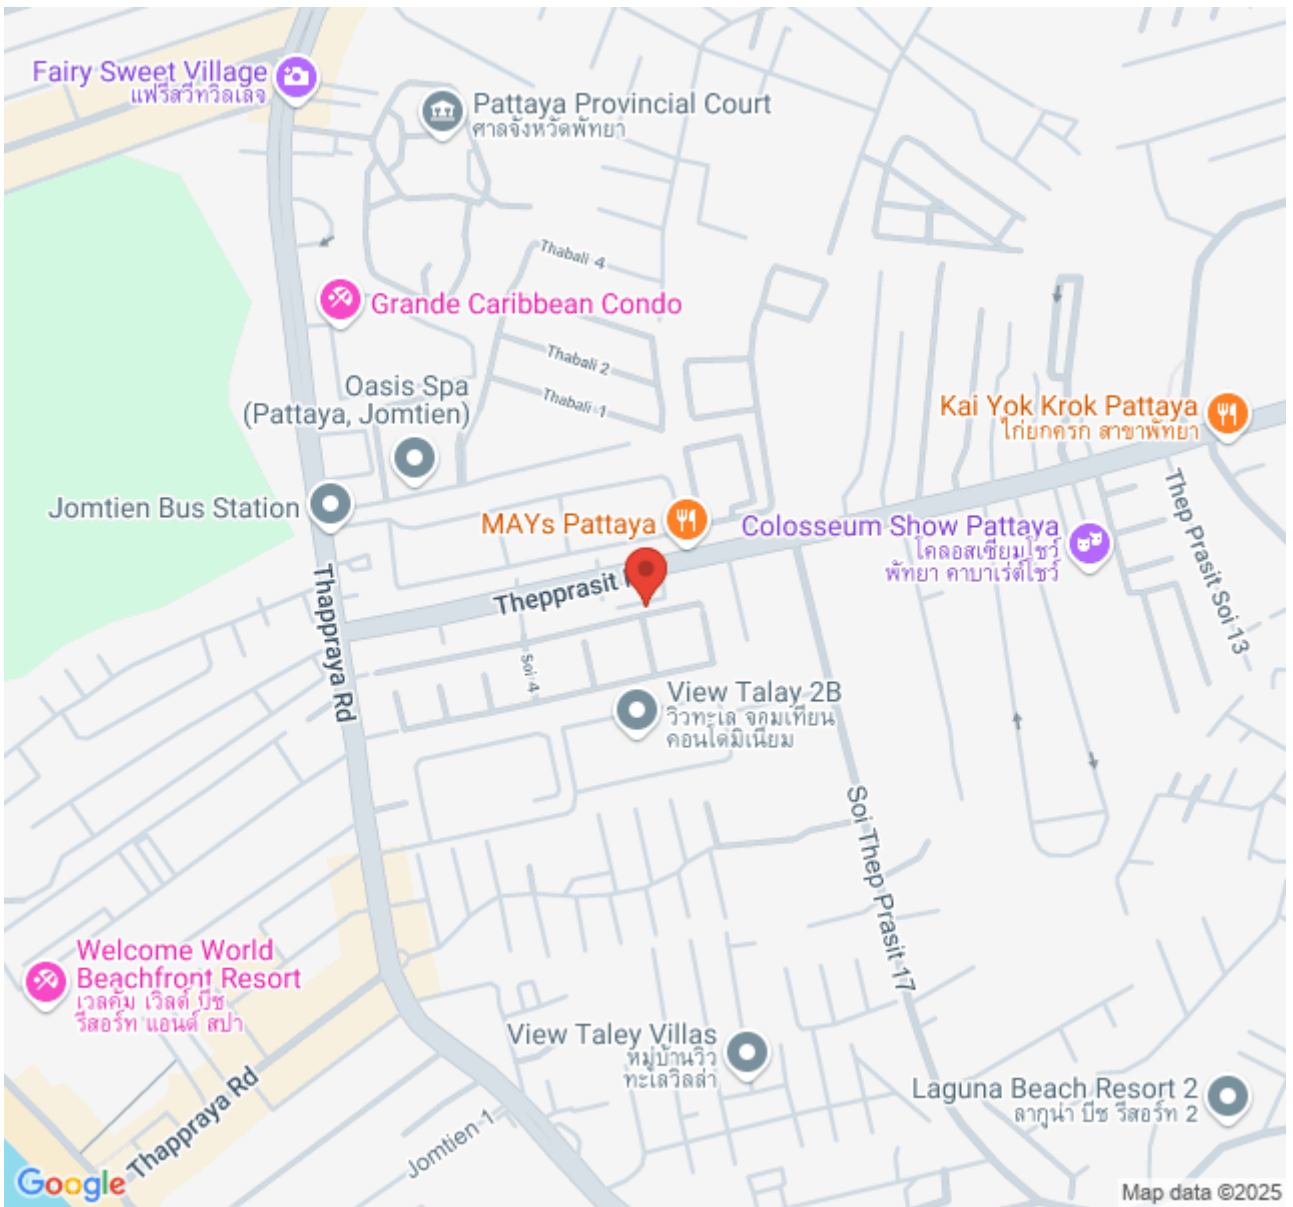 Fairy Sweet Village
แฟรี่สวีทวิลเลจ
Pattaya Provincial Court
ศาลจังหวัดพัทยา
Thabali 4
Grande Caribbean Condo
Thabali 2
Oasis Spa
(Pattaya, Jomtien)
Thabali 1
Kai Yok Krok Pattaya
ไก่ยกครก สาขาพัทยา
Jomtien Bus Station
MAYs Pattaya
Colosseum Show Pattaya
โคลอสเซียมโชว์
พัทยา คาบาเร่ต์โชว์
Thep Prasit Soi 13
Thepprasit
Thappraya Rd
Soi 4
View Talay 2B
วิวทะเล จอมเทียน
คอนโดมิเนียม
Soi Thep Prasit 17
Welcome World
Beachfront Resort
เวลคัม เวิลด์ บีช
รีสอร์ท แอนด์ สปา
View Taley Villas
หมู่บ้านวิว
ทะเลวิลล่า
Laguna Beach Resort 2
ลากูน่า บีช รีสอร์ท 2
Thappraya Rd
Jomtien 1
Google
Map data ©2025